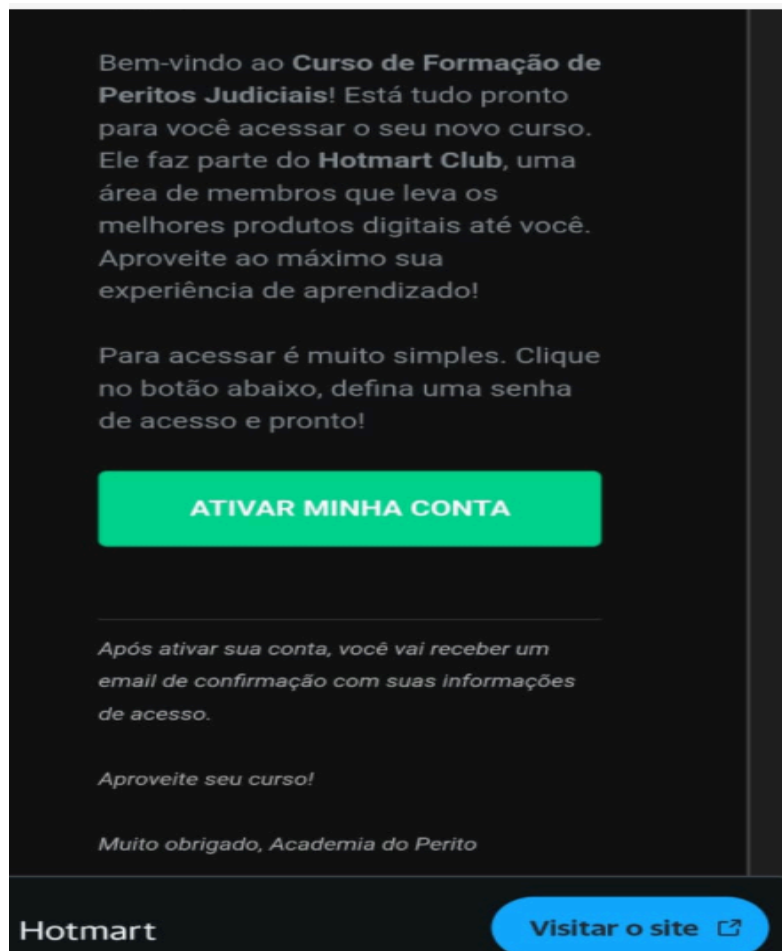 Bem-vindo ao Curso de Formação de
Peritos Judiciais! Está tudo pronto
para você acessar o seu novo curso.
Ele faz parte do Hotmart Club, uma
área de membros que leva os
melhores produtos digitais até você.
Aproveite ao máximo sua
experiência de aprendizado!
Para acessar é muito simples. Clique
no botão abaixo, defina uma senha
de acesso e pronto!
ATIVAR MINHA CONTA
Após ativar sua conta, você vai receber um
email de confirmação com suas informações
de acesso.
Aproveite seu curso!
Muito obrigado, Academia do Perito
Hotmart
Visitar o site